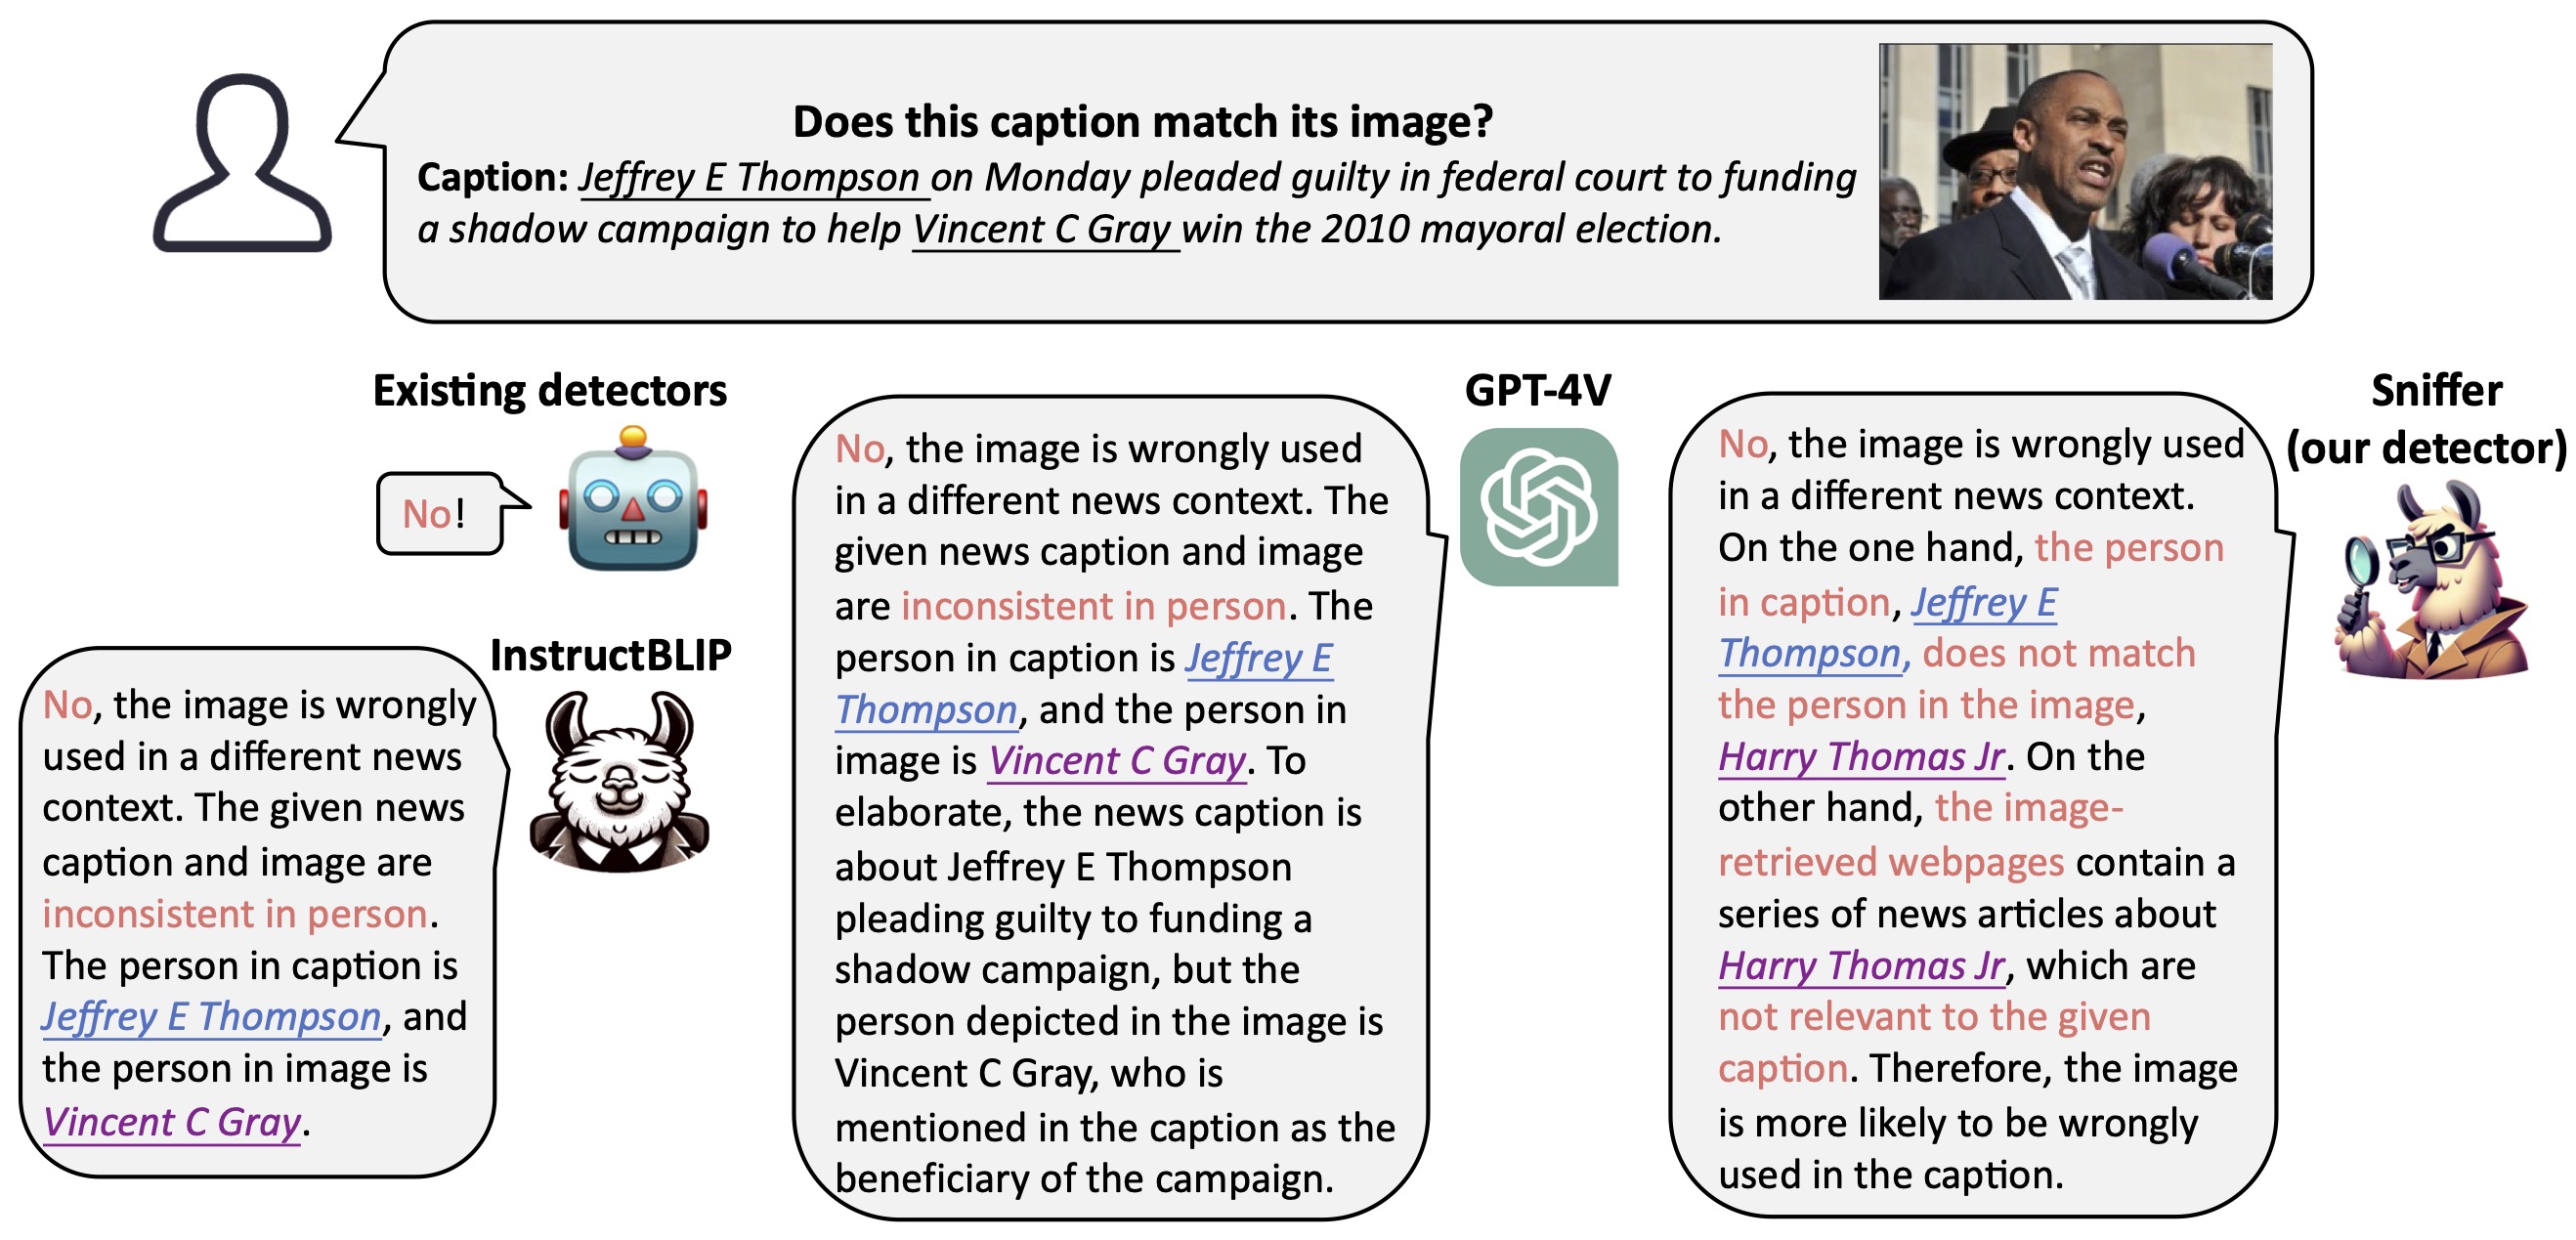 Does this caption match its image?
Caption: Jeffrey E Thompson on Monday pleaded guilty in federal court to funding
a shadow campaign to help Vincent C Gray win the 2010 mayoral election.
Existing detectors
No!
InstructBLIP
No, the image is wrongly
used in a different news
context. The given news
caption and image are
inconsistent in person.
The person in caption is
Jeffrey E Thompson, and
the person in image is
Vincent C Gray.
GPT-4V
No, the image is wrongly used
in a different news context. The
given news caption and image
are inconsistent in person. The
person in caption is Jeffrey E
Thompson, and the person in
image is Vincent C Gray. To
elaborate, the news caption is
about Jeffrey E Thompson
pleading guilty to funding a
shadow campaign, but the
person depicted in the image is
Vincent C Gray, who is
mentioned in the caption as the
beneficiary of the campaign.
Sniffer
(our detector)
No, the image is wrongly used
in a different news context.
On the one hand, the person
in caption, Jeffrey E
Thompson, does not match
the person in the image,
Harry Thomas Jr. On the
other hand, the image-
retrieved webpages contain a
series of news articles about
Harry Thomas Jr, which are
not relevant to the given
caption. Therefore, the image
is more likely to be wrongly
used in the caption.